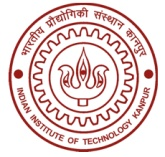 भारतीय प्रौद्योगिकी संस्थान कानपुर
INDIAN INSTITUTE OF TECHNOLOGY KANPUR